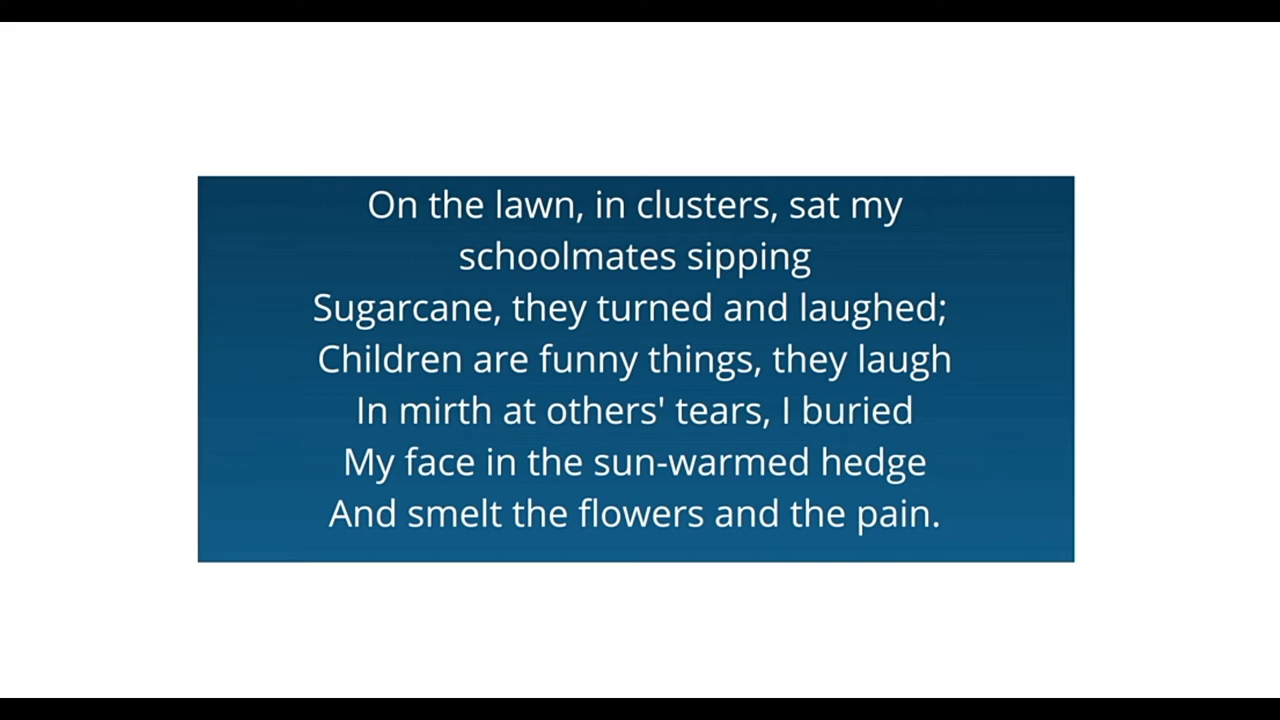 On the lawn, in clusters, sat my
schoolmates sipping
Sugarcane, they turned and laughed;
Children are funny things, they laugh
In mirth at others' tears, I buried
My face in the sun-warmed hedge
And smelt the flowers and the pain.